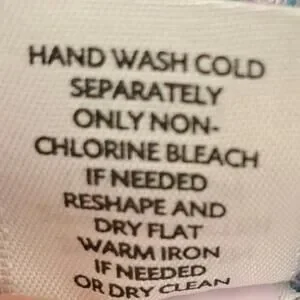 HAND WASH COLD
SEPARATELY
ONLY NON-
CHLORINE BLEACH
IF NEEDED
RESHAPE AND
DRY FLAT
WARM IRON
IF NEEDED
OR DRY CLEAN